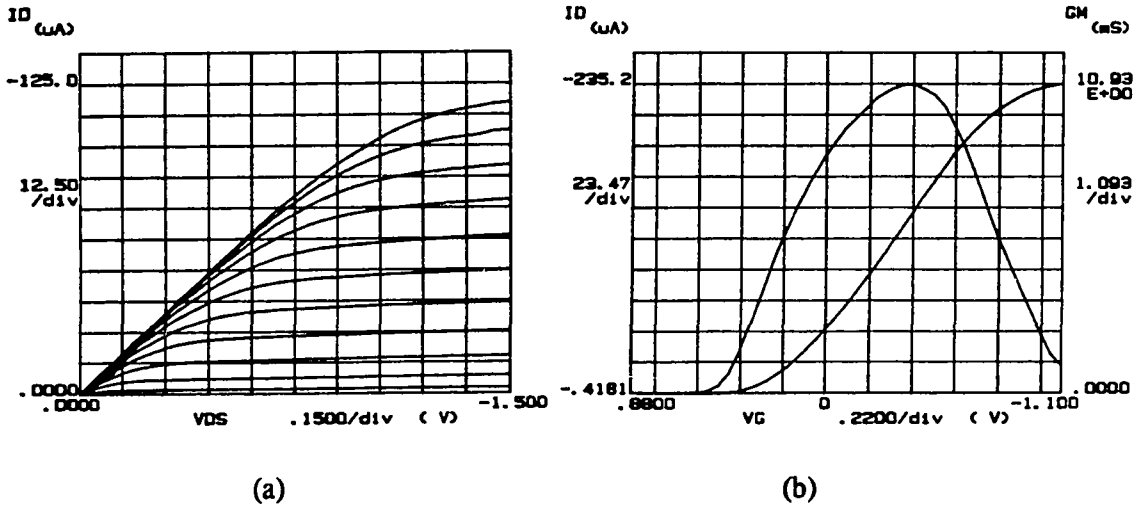 ID
(uA)
-125.0
12.50
/div
.0000
.0000
-1.500
VDS .1500/div ( V)
(a)
ID
(uA)
GM
(mS)
-235.2
10.93
E+00
23.47
/div
1.093
/div
-.4181
.0000
.8800
0
-1.100
VG .2200/div ( V)
(b)